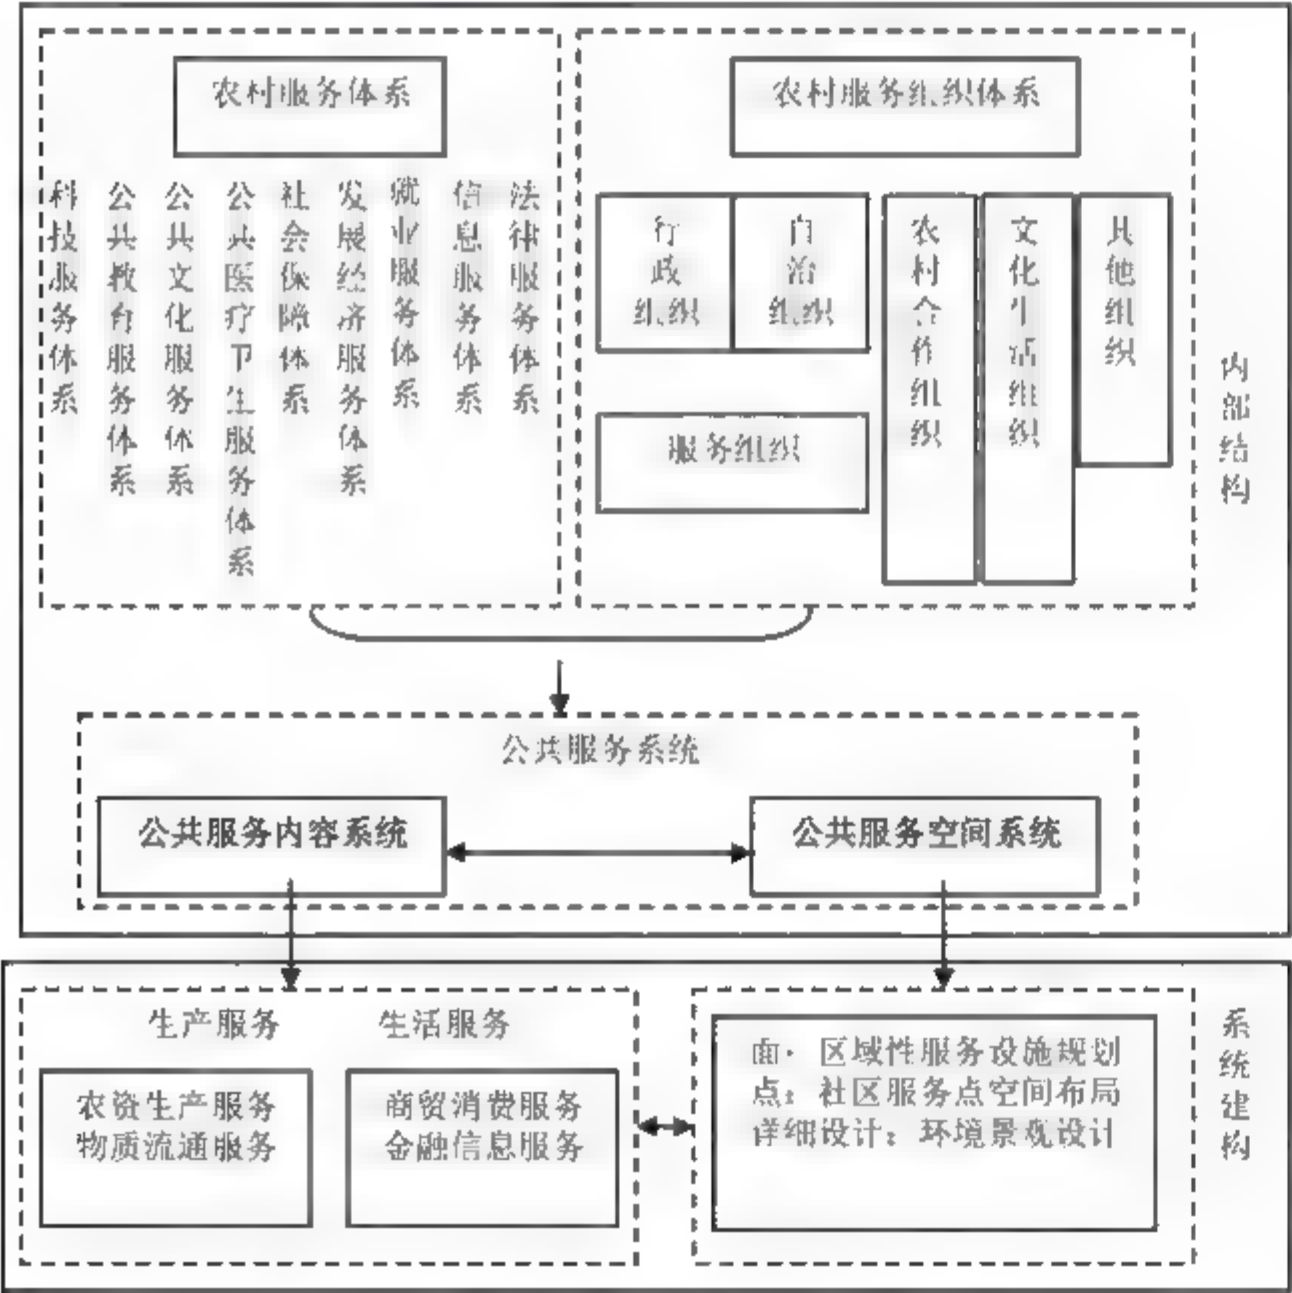 农村服务体系
科技服务体系
公共教育服务体系
公共文化服务体系
公共医疗卫生服务体系
社会保障体系
发展经济服务体系
就业服务体系
信息服务体系
法律服务体系
农村服务组织体系
行政组织
自治组织
服务组织
农村合作组织
文化生活组织
其他组织
内部结构
公共服务系统
公共服务内容系统
公共服务空间系统
生产服务
生活服务
农资生产服务
物质流通服务
商贸消费服务
金融信息服务
面：区域性服务设施规划
点：社区服务点空间布局
详细设计：环境景观设计
系统建构